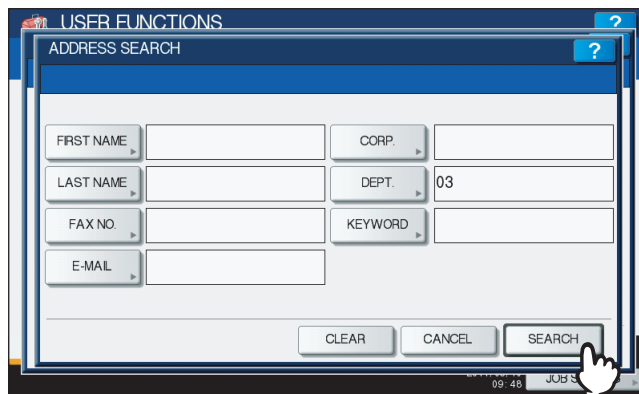 USER FUNCTIONS
?
ADDRESS SEARCH
?
FIRST NAME
CORP.
LAST NAME
DEPT.
03
FAX NO.
KEYWORD
E-MAIL
CLEAR
CANCEL
SEARCH
09:48